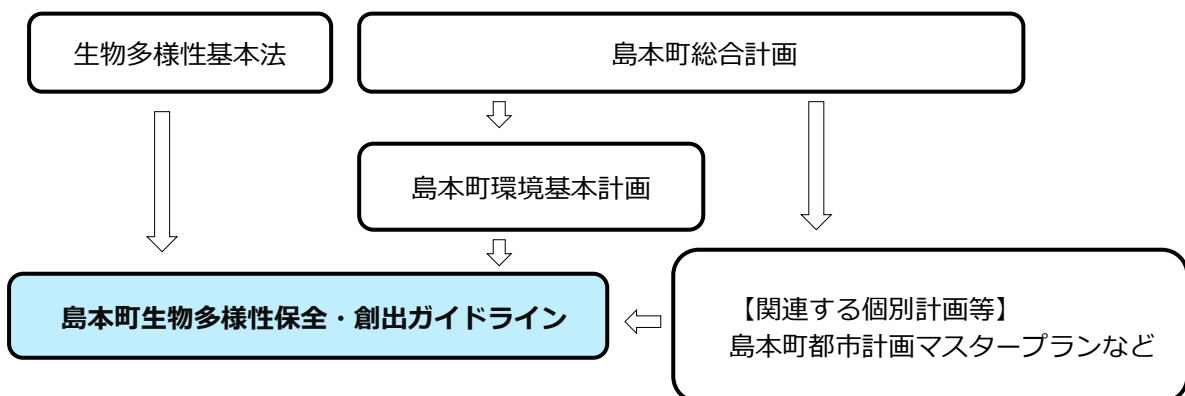 生物多様性基本法
島本町総合計画
島本町環境基本計画
島本町生物多様性保全・創出ガイドライン
【関連する個別計画等】
島本町都市計画マスタープランなど